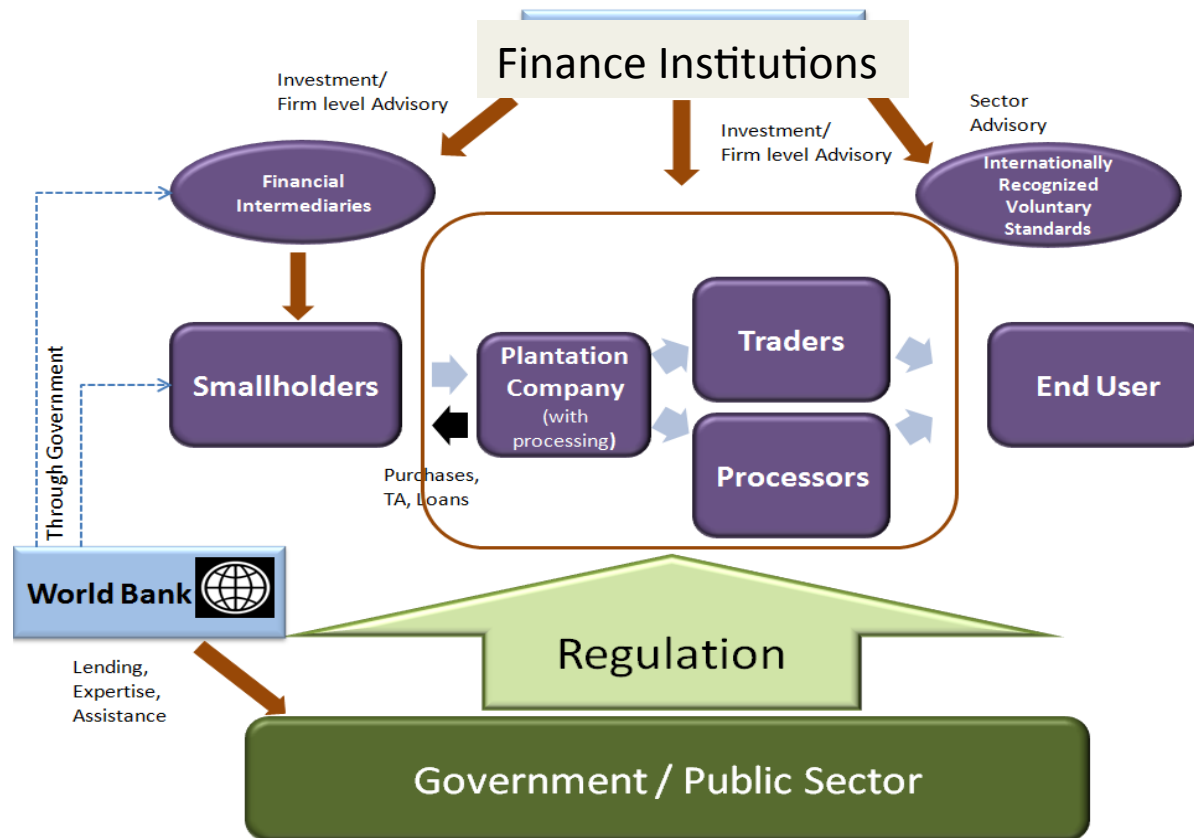 Finance Institutions
Investment/
Firm level Advisory
Investment/
Firm level Advisory
Sector
Advisory
Financial
Intermediaries
Internationally
Recognized
Voluntary
Standards
Smallholders
Plantation
Company
(with
processing)
Traders
Processors
End User
Purchases,
TA, Loans
Through Government
World Bank
Lending,
Expertise,
Assistance
Regulation
Government / Public Sector